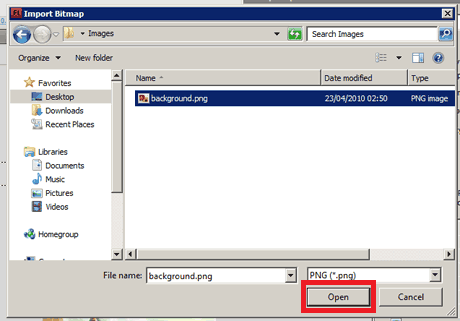 Import Bitmap
Images
Search Images
Organize
New folder
Name
Date modified
Type
Favorites
Desktop
Downloads
Recent Places
Libraries
Documents
Music
Pictures
Videos
Homegroup
background.png
23/04/2010 02:50
PNG image
File name:
background.png
PNG (*.png)
Open
Cancel